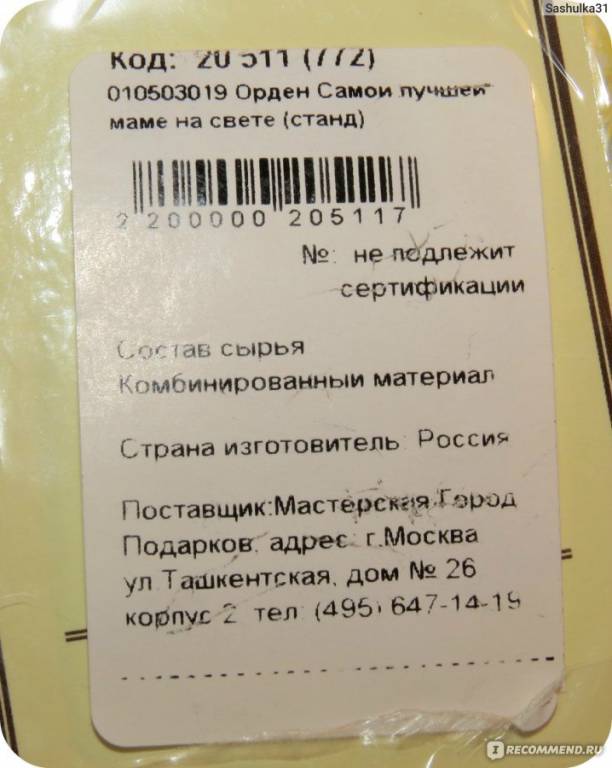 Sashulka31
Код: 20 511 (772)
010503019 Орден Самой лучшей
маме на свете (станд)
2 200000 205117
№: не подлежит
сертификации
Состав сырья
Комбинированный материал
Страна изготовитель: Россия
Поставщик:Мастерская Город
Подарков, адрес: г.Москва
ул.Ташкентская, дом № 26
корпус 2 тел. (495) 647-14-19
I RECOMMEND.RU